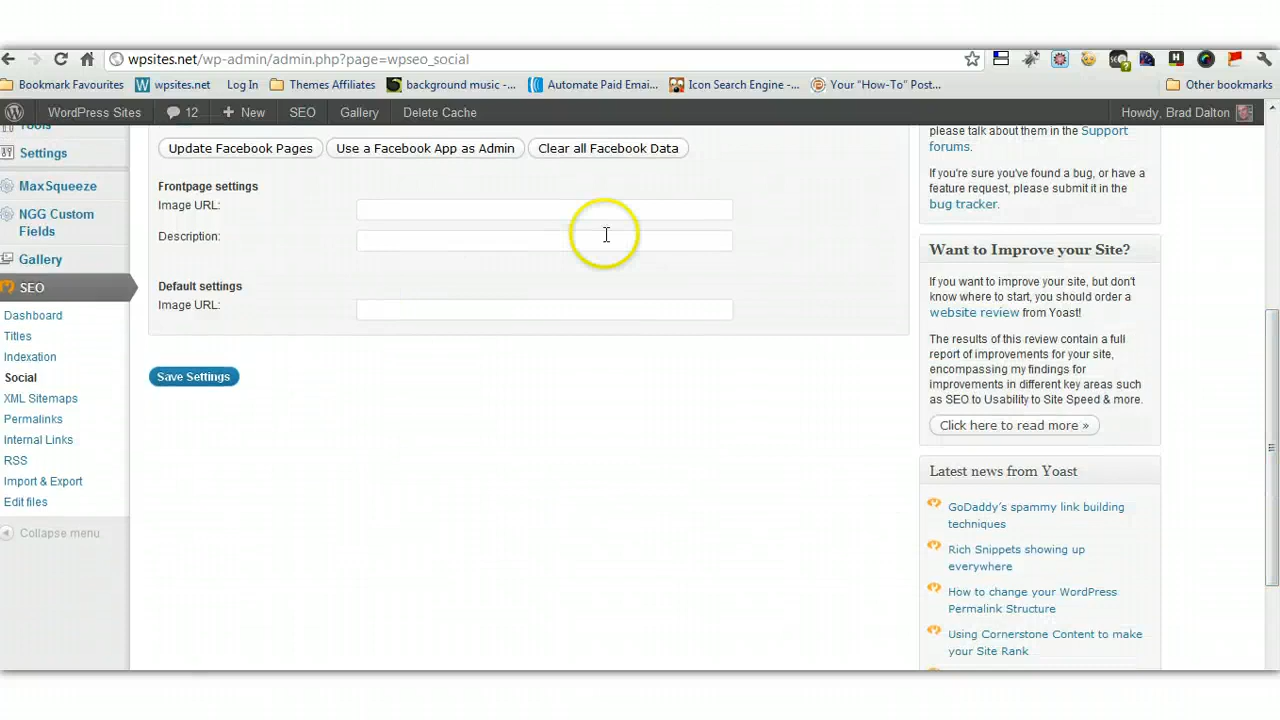 wpsites.net/wp-admin/admin.php?page=wpseo_social
Bookmark Favourites
wpsites.net
Log In
Themes Affiliates
background music -...
Automate Paid Emai...
Icon Search Engine -...
Your "How-To" Post...
Other bookmarks
WordPress Sites
12
+ New
SEO
Gallery
Delete Cache
Howdy, Brad Dalton
Tools
Settings
MaxSqueeze
NGG Custom
Fields
Gallery
SEO
Dashboard
Titles
Indexation
Social
XML Sitemaps
Permalinks
Internal Links
RSS
Import & Export
Edit files
Collapse menu
Update Facebook Pages
Use a Facebook App as Admin
Clear all Facebook Data
Frontpage settings
Image URL:
Description:
Default settings
Image URL:
Save Settings
please talk about them in the Support
forums.
If you're sure you've found a bug, or have a
feature request, please submit it in the
bug tracker.
Want to Improve your Site?
If you want to improve your site, but don't
know where to start, you should order a
website review from Yoast!
The results of this review contain a full
report of improvements for your site,
encompassing my findings for
improvements in different key areas such
as SEO to Usability to Site Speed & more.
Click here to read more »
Latest news from Yoast
GoDaddy's spammy link building
techniques
Rich Snippets showing up
everywhere
How to change your WordPress
Permalink Structure
Using Cornerstone Content to make
your Site Rank